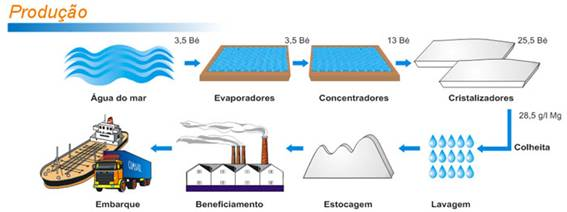 Produção
3,5 Bé
3,5 Bé
13 Bé
25,5 Bé
Água do mar
Evaporadores
Concentradores
Cristalizadores
28,5 g/l Mg
Colheita
Embarque
Beneficiamento
Estocagem
Lavagem